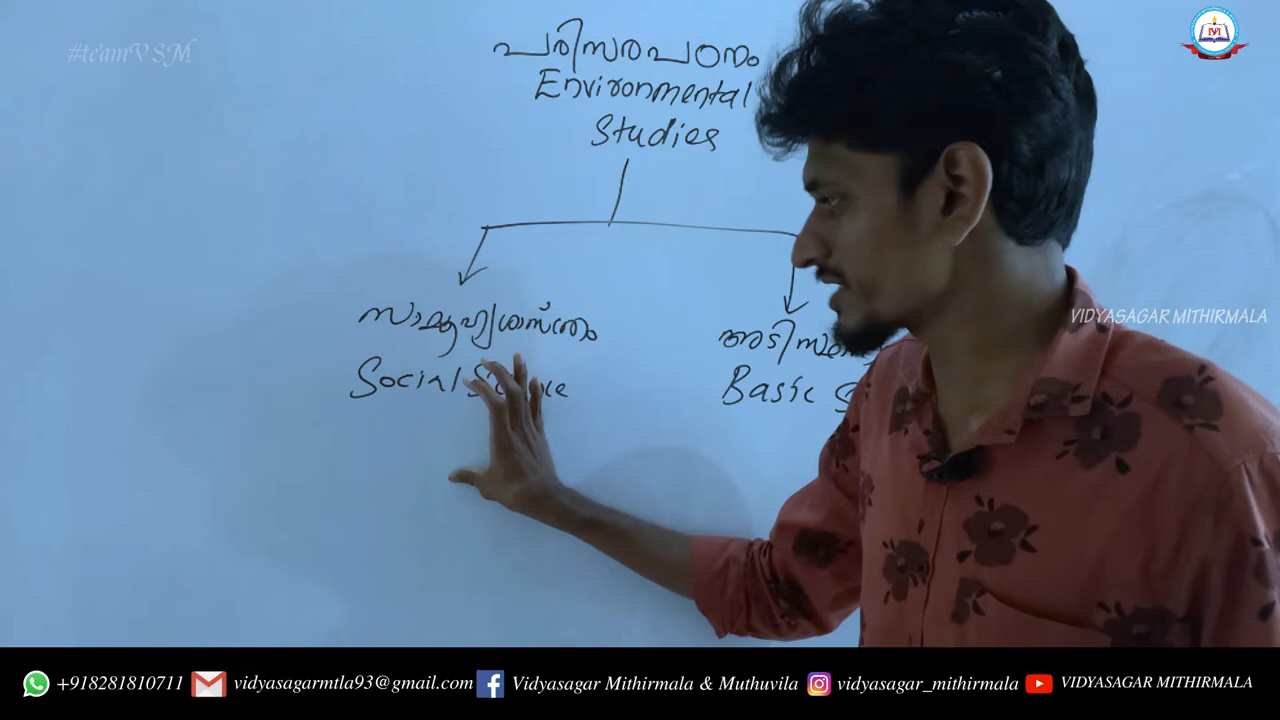 #teamVSM
പരിസരപഠനം
Environmental
Studies
VIDYASAGAR MITHIRMALA
സാമൂഹ്യശാസ്ത്രം
Social
Basic
+918281810711 vidyasagarmtla93@gmail.com Vidyasagar Mithirmala & Muthuvila vidyasagar_mithirmala VIDYASAGAR MITHIRMALA